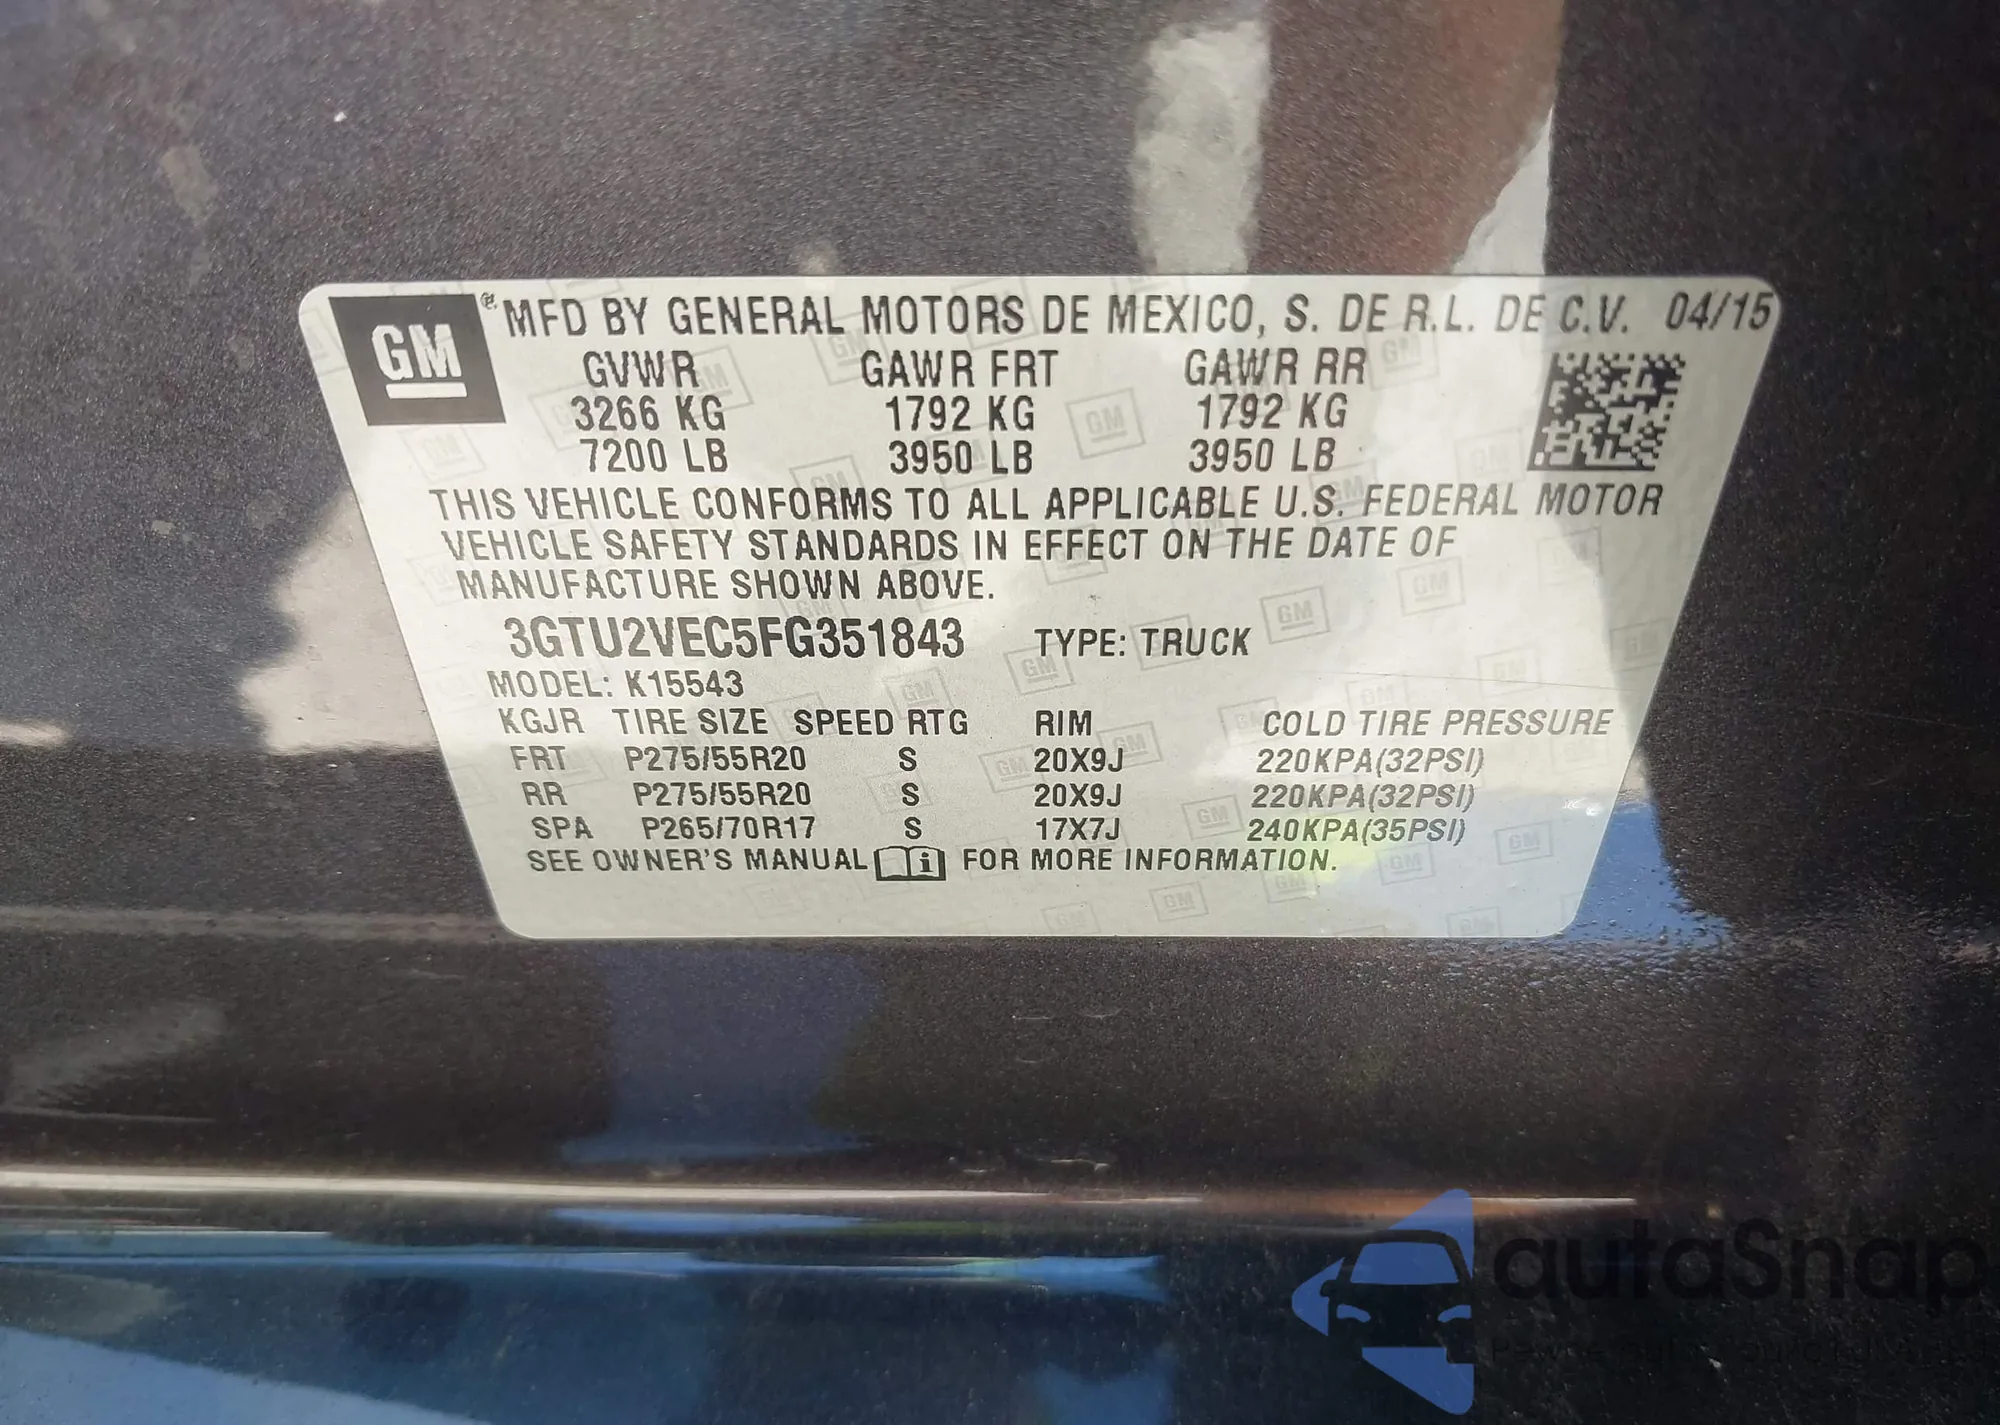 GM
® MFD BY GENERAL MOTORS DE MEXICO, S. DE R.L. DE C.V. 04/15
GVWR GAWR FRT GAWR RR
3266 KG 1792 KG 1792 KG
7200 LB 3950 LB 3950 LB
THIS VEHICLE CONFORMS TO ALL APPLICABLE U.S. FEDERAL MOTOR
VEHICLE SAFETY STANDARDS IN EFFECT ON THE DATE OF
MANUFACTURE SHOWN ABOVE.
3GTU2VEC5FG351843 TYPE: TRUCK
MODEL: K15543
KGJR TIRE SIZE SPEED RTG RIM COLD TIRE PRESSURE
FRT P275/55R20 S 20X9J 220KPA(32PSI)
RR P275/55R20 S 20X9J 220KPA(32PSI)
SPA P265/70R17 S 17X7J 240KPA(35PSI)
SEE OWNER'S MANUAL i FOR MORE INFORMATION.
autaSnap